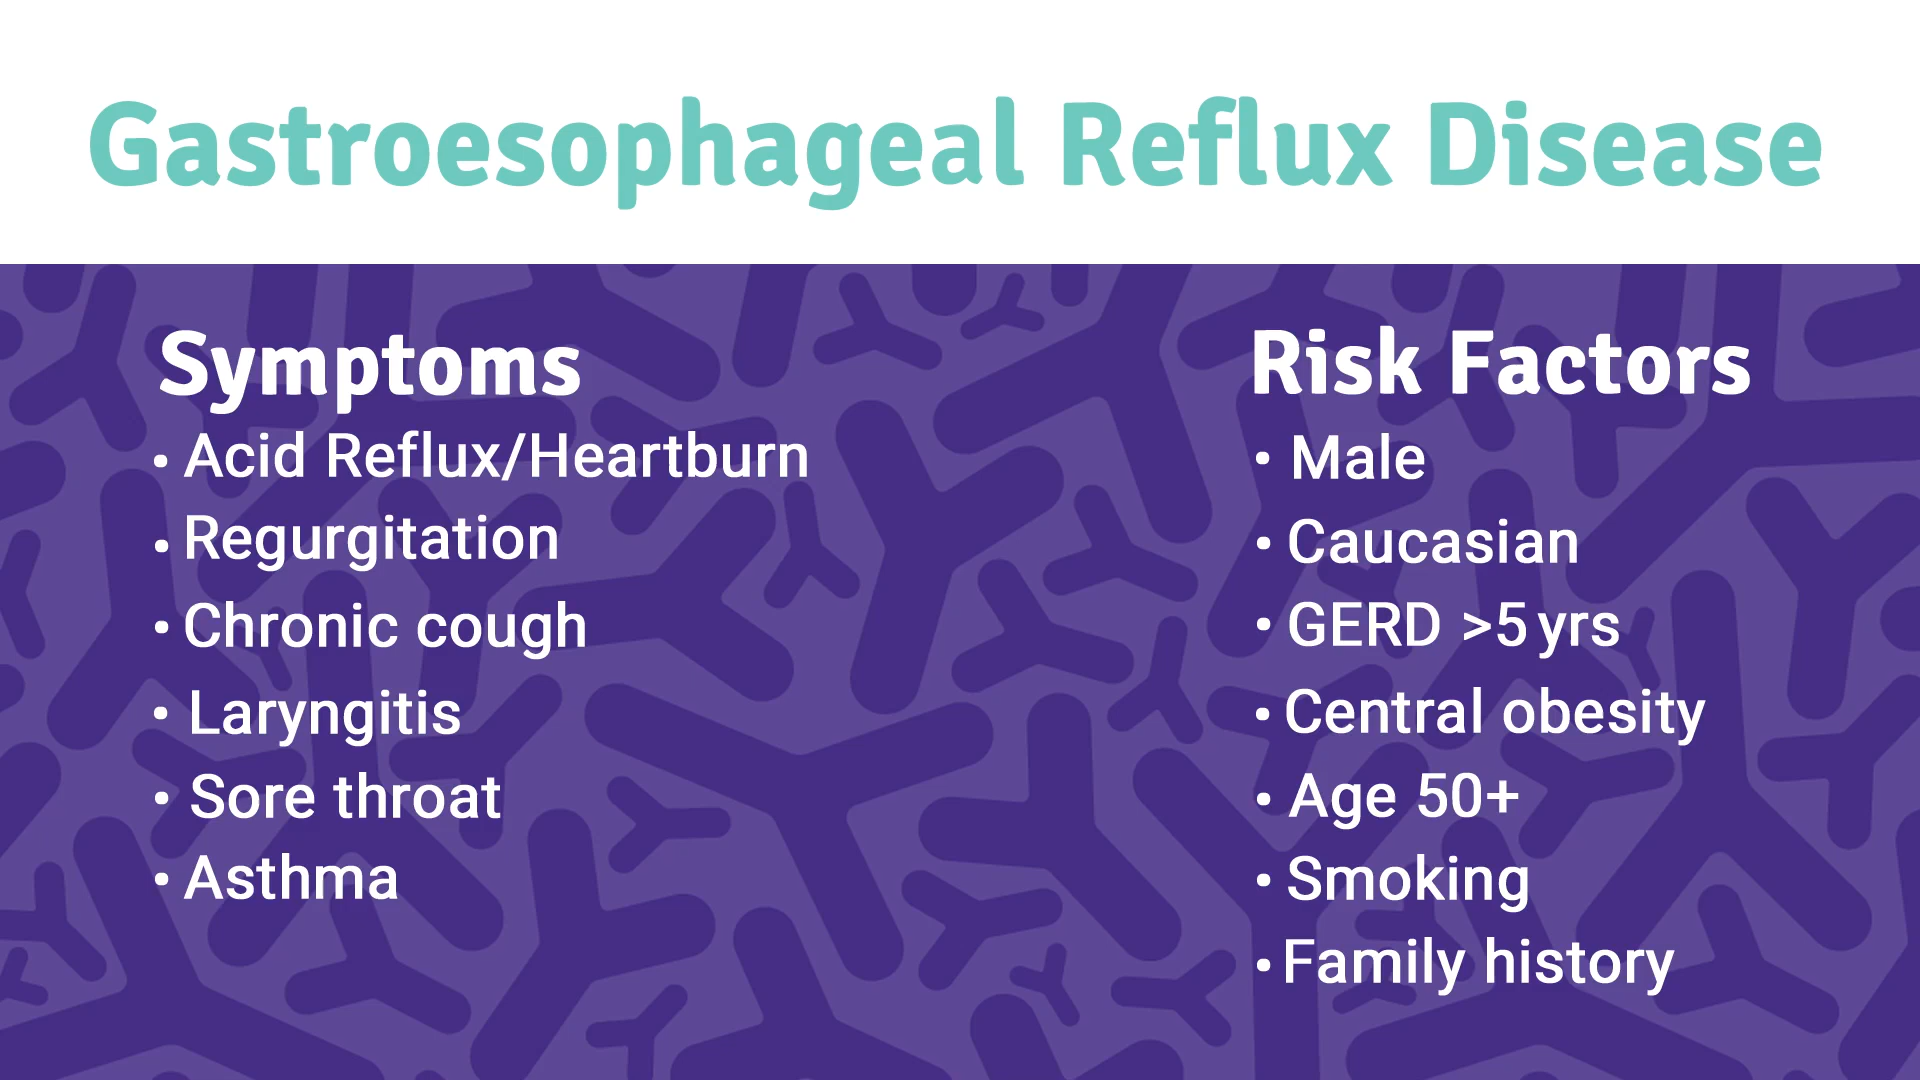 Gastroesophageal Reflux Disease
Symptoms
• Acid Reflux/Heartburn
• Regurgitation
• Chronic cough
• Laryngitis
• Sore throat
• Asthma
Risk Factors
• Male
• Caucasian
• GERD >5 yrs
• Central obesity
• Age 50+
• Smoking
• Family history